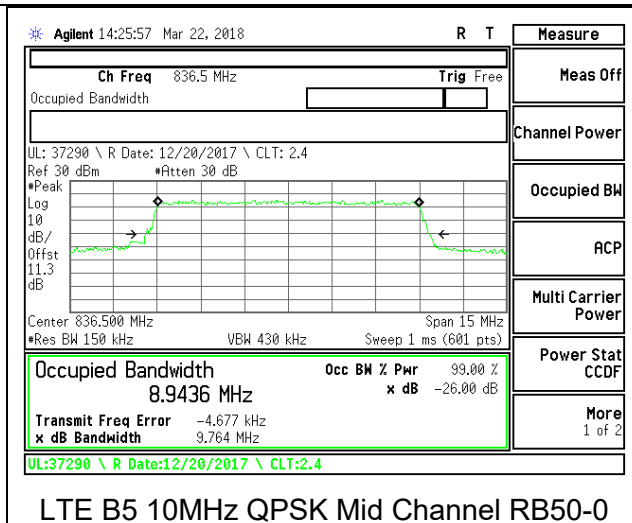 Agilent 14:25:57 Mar 22, 2018 R T
Measure
Ch Freq 836.5 MHz Trig Free
Meas Off
Occupied Bandwidth
Channel Power
UL: 37290 \ R Date: 12/20/2017 \ CLT: 2.4
Ref 30 dBm #Atten 30 dB
#Peak
Log
10
dB/
Offst
11.3
dB
Occupied BW
ACP
Multi Carrier
Power
Center 836.500 MHz Span 15 MHz
#Res BW 150 kHz VBW 430 kHz Sweep 1 ms (601 pts)
Occupied Bandwidth Occ BW % Pwr 99.00 %
8.9436 MHz x dB -26.00 dB
Power Stat
CCDF
Transmit Freq Error -4.677 kHz
x dB Bandwidth 9.764 MHz
More
1 of 2
UL:37290 \ R Date:12/20/2017 \ CLT:2.4
LTE B5 10MHz QPSK Mid Channel RB50-0